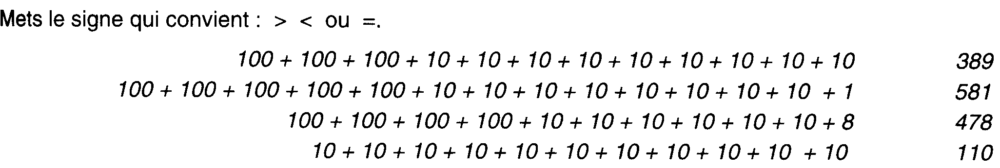 Mets le signe qui convient : > < ou =.
100 + 100 + 100 + 10 + 10 + 10 + 10 + 10 + 10 + 10 + 10 + 10 389
100 + 100 + 100 + 100 + 100 + 10 + 10 + 10 + 10 + 10 + 10 + 10 + 10 + 1 581
100 + 100 + 100 + 100 + 10 + 10 + 10 + 10 + 10 + 10 + 8 478
10 + 10 + 10 + 10 + 10 + 10 + 10 + 10 + 10 + 10 + 10 110